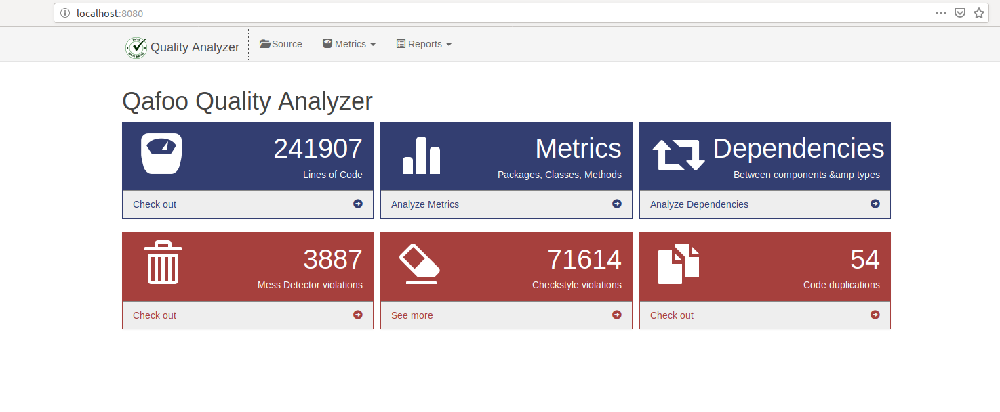 localhost:8080
Quality Analyzer Source Metrics Reports
Qafoo Quality Analyzer
241907
Lines of Code
Check out
Metrics
Packages, Classes, Methods
Analyze Metrics
Dependencies
Between components &amp types
Analyze Dependencies
3887
Mess Detector violations
Check out
71614
Checkstyle violations
See more
54
Code duplications
Check out